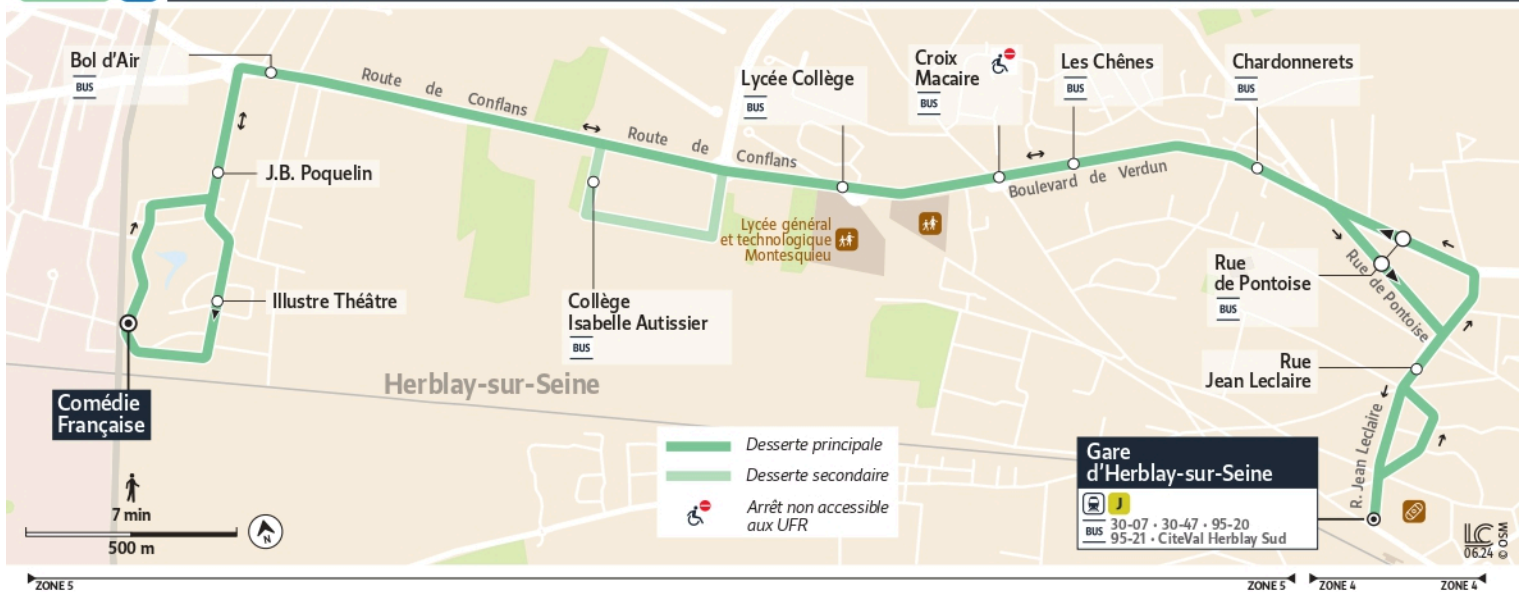 Bol d'Air
BUS
Route de Conflans
J.B. Poquelin
Illustre Théâtre
Comédie
Française
Route de Conflans
Collège
Isabelle Autissier
BUS
Lycée Collège
BUS
Lycée général
et technologique
Montesquieu
Croix
Macaire
BUS
Les Chênes
BUS
Boulevard de Verdun
Chardonnerets
BUS
Rue
de Pontoise
BUS
Rue de Pontoise
Rue
Jean Leclaire
R. Jean Leclaire
Herblay-sur-Seine
Gare
d'Herblay-sur-Seine
J
BUS
30-07 · 30-47 · 95-20
95-21 · CiteVal Herblay Sud
Desserte principale
Desserte secondaire
Arrêt non accessible
aux UFR
7 min
500 m
N
LC
06.24
© OSM
ZONE 5
ZONE 5
ZONE 4
ZONE 4